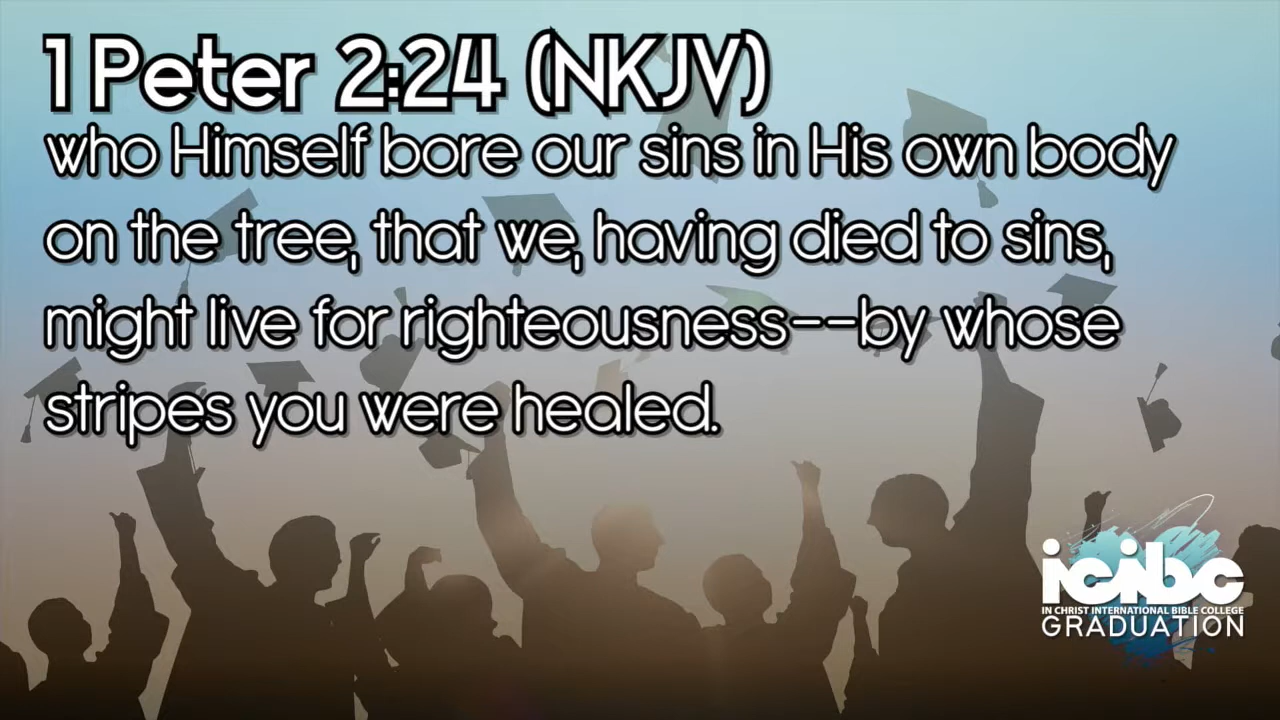 1 Peter 2:24 (NKJV)
who Himself bore our sins in His own body
on the tree, that we, having died to sins,
might live for righteousness--by whose
stripes you were healed.
icibc
IN CHRIST INTERNATIONAL BIBLE COLLEGE
GRADUATION